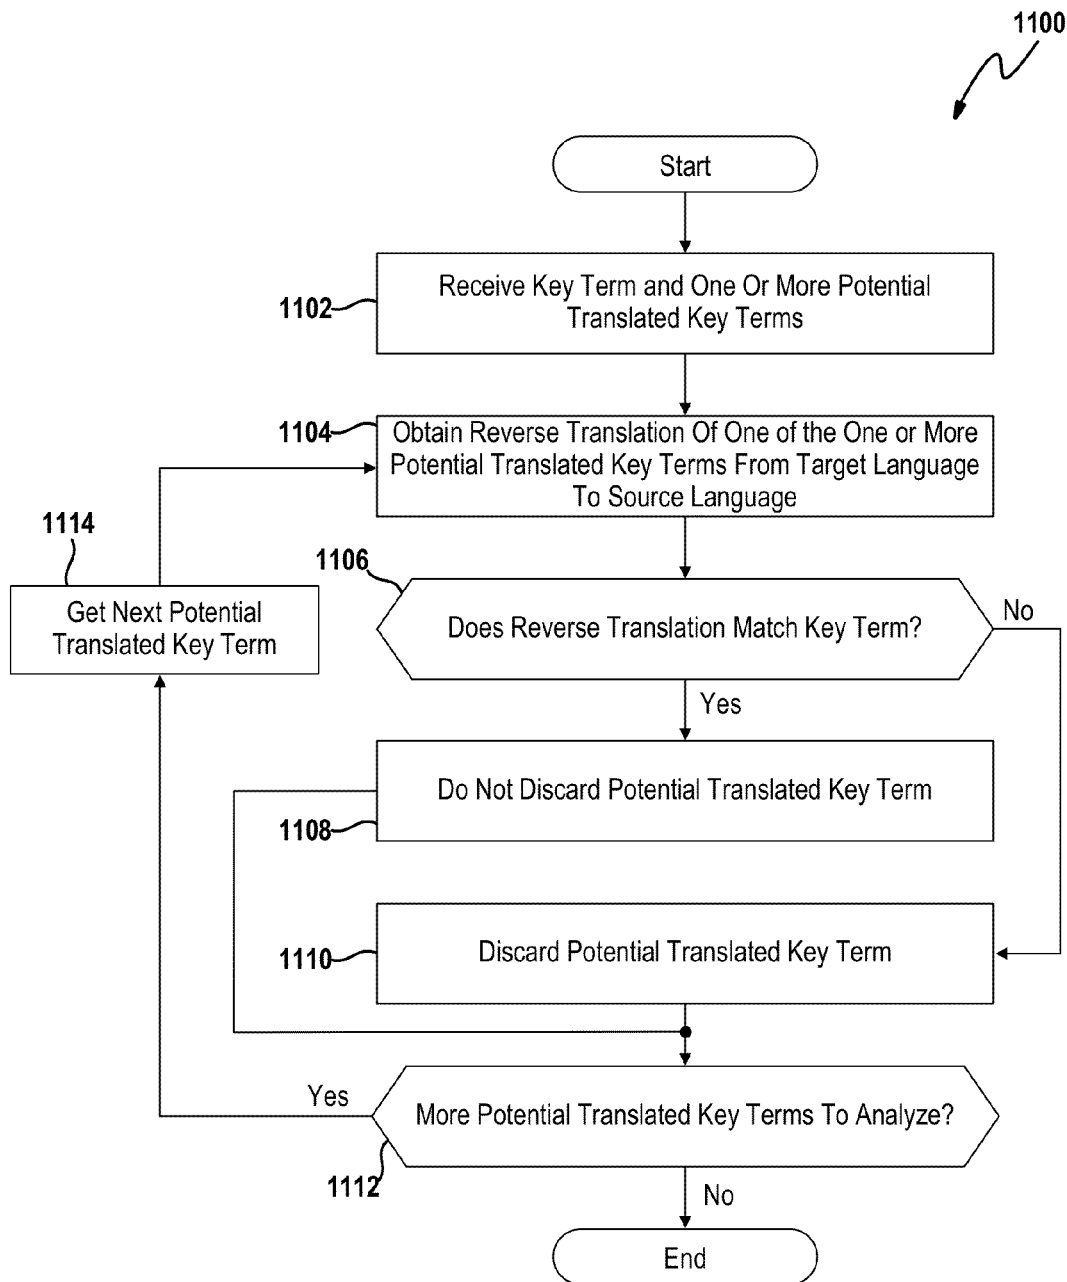 1100
Start
1102
Receive Key Term and One Or More Potential
Translated Key Terms
1104
Obtain Reverse Translation Of One of the One or More
Potential Translated Key Terms From Target Language
To Source Language
1114
Get Next Potential
Translated Key Term
1106
Does Reverse Translation Match Key Term?
No
Yes
Do Not Discard Potential Translated Key Term
1108
Discard Potential Translated Key Term
1110
Yes
More Potential Translated Key Terms To Analyze?
1112
No
End